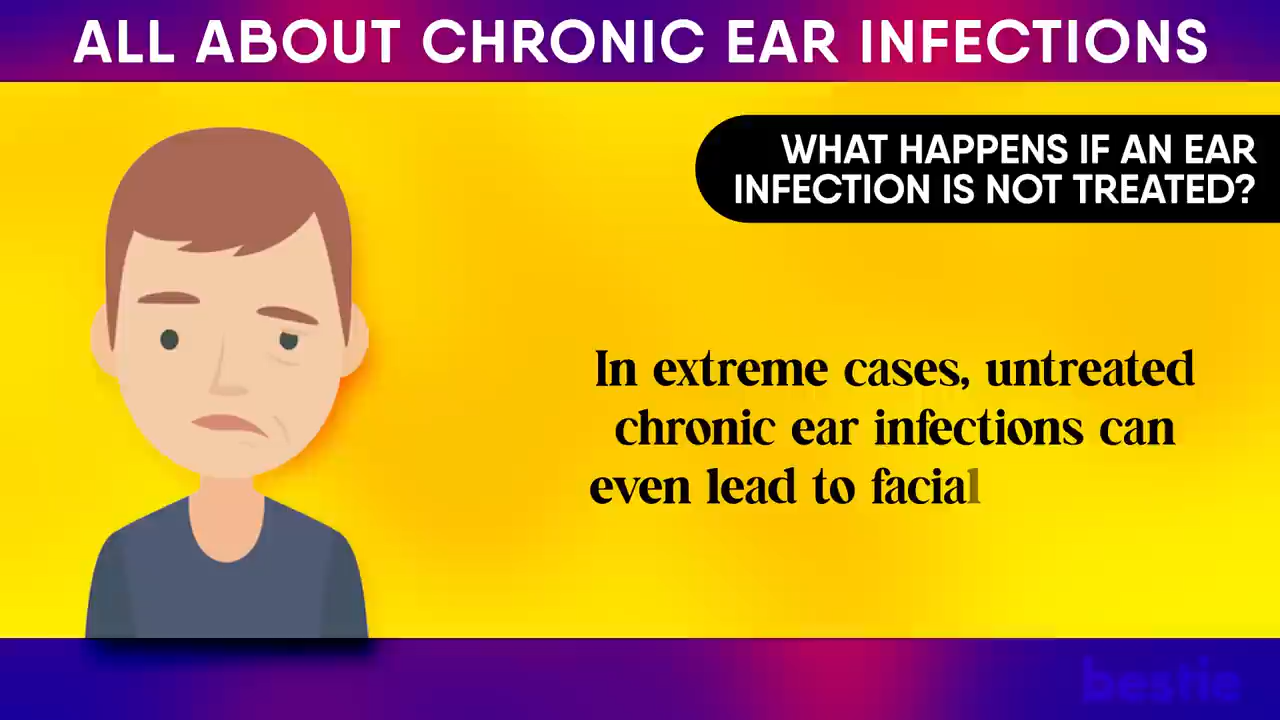 ALL ABOUT CHRONIC EAR INFECTIONS
WHAT HAPPENS IF AN EAR
INFECTION IS NOT TREATED?
In extreme cases, untreated
chronic ear infections can
even lead to facial
bestie